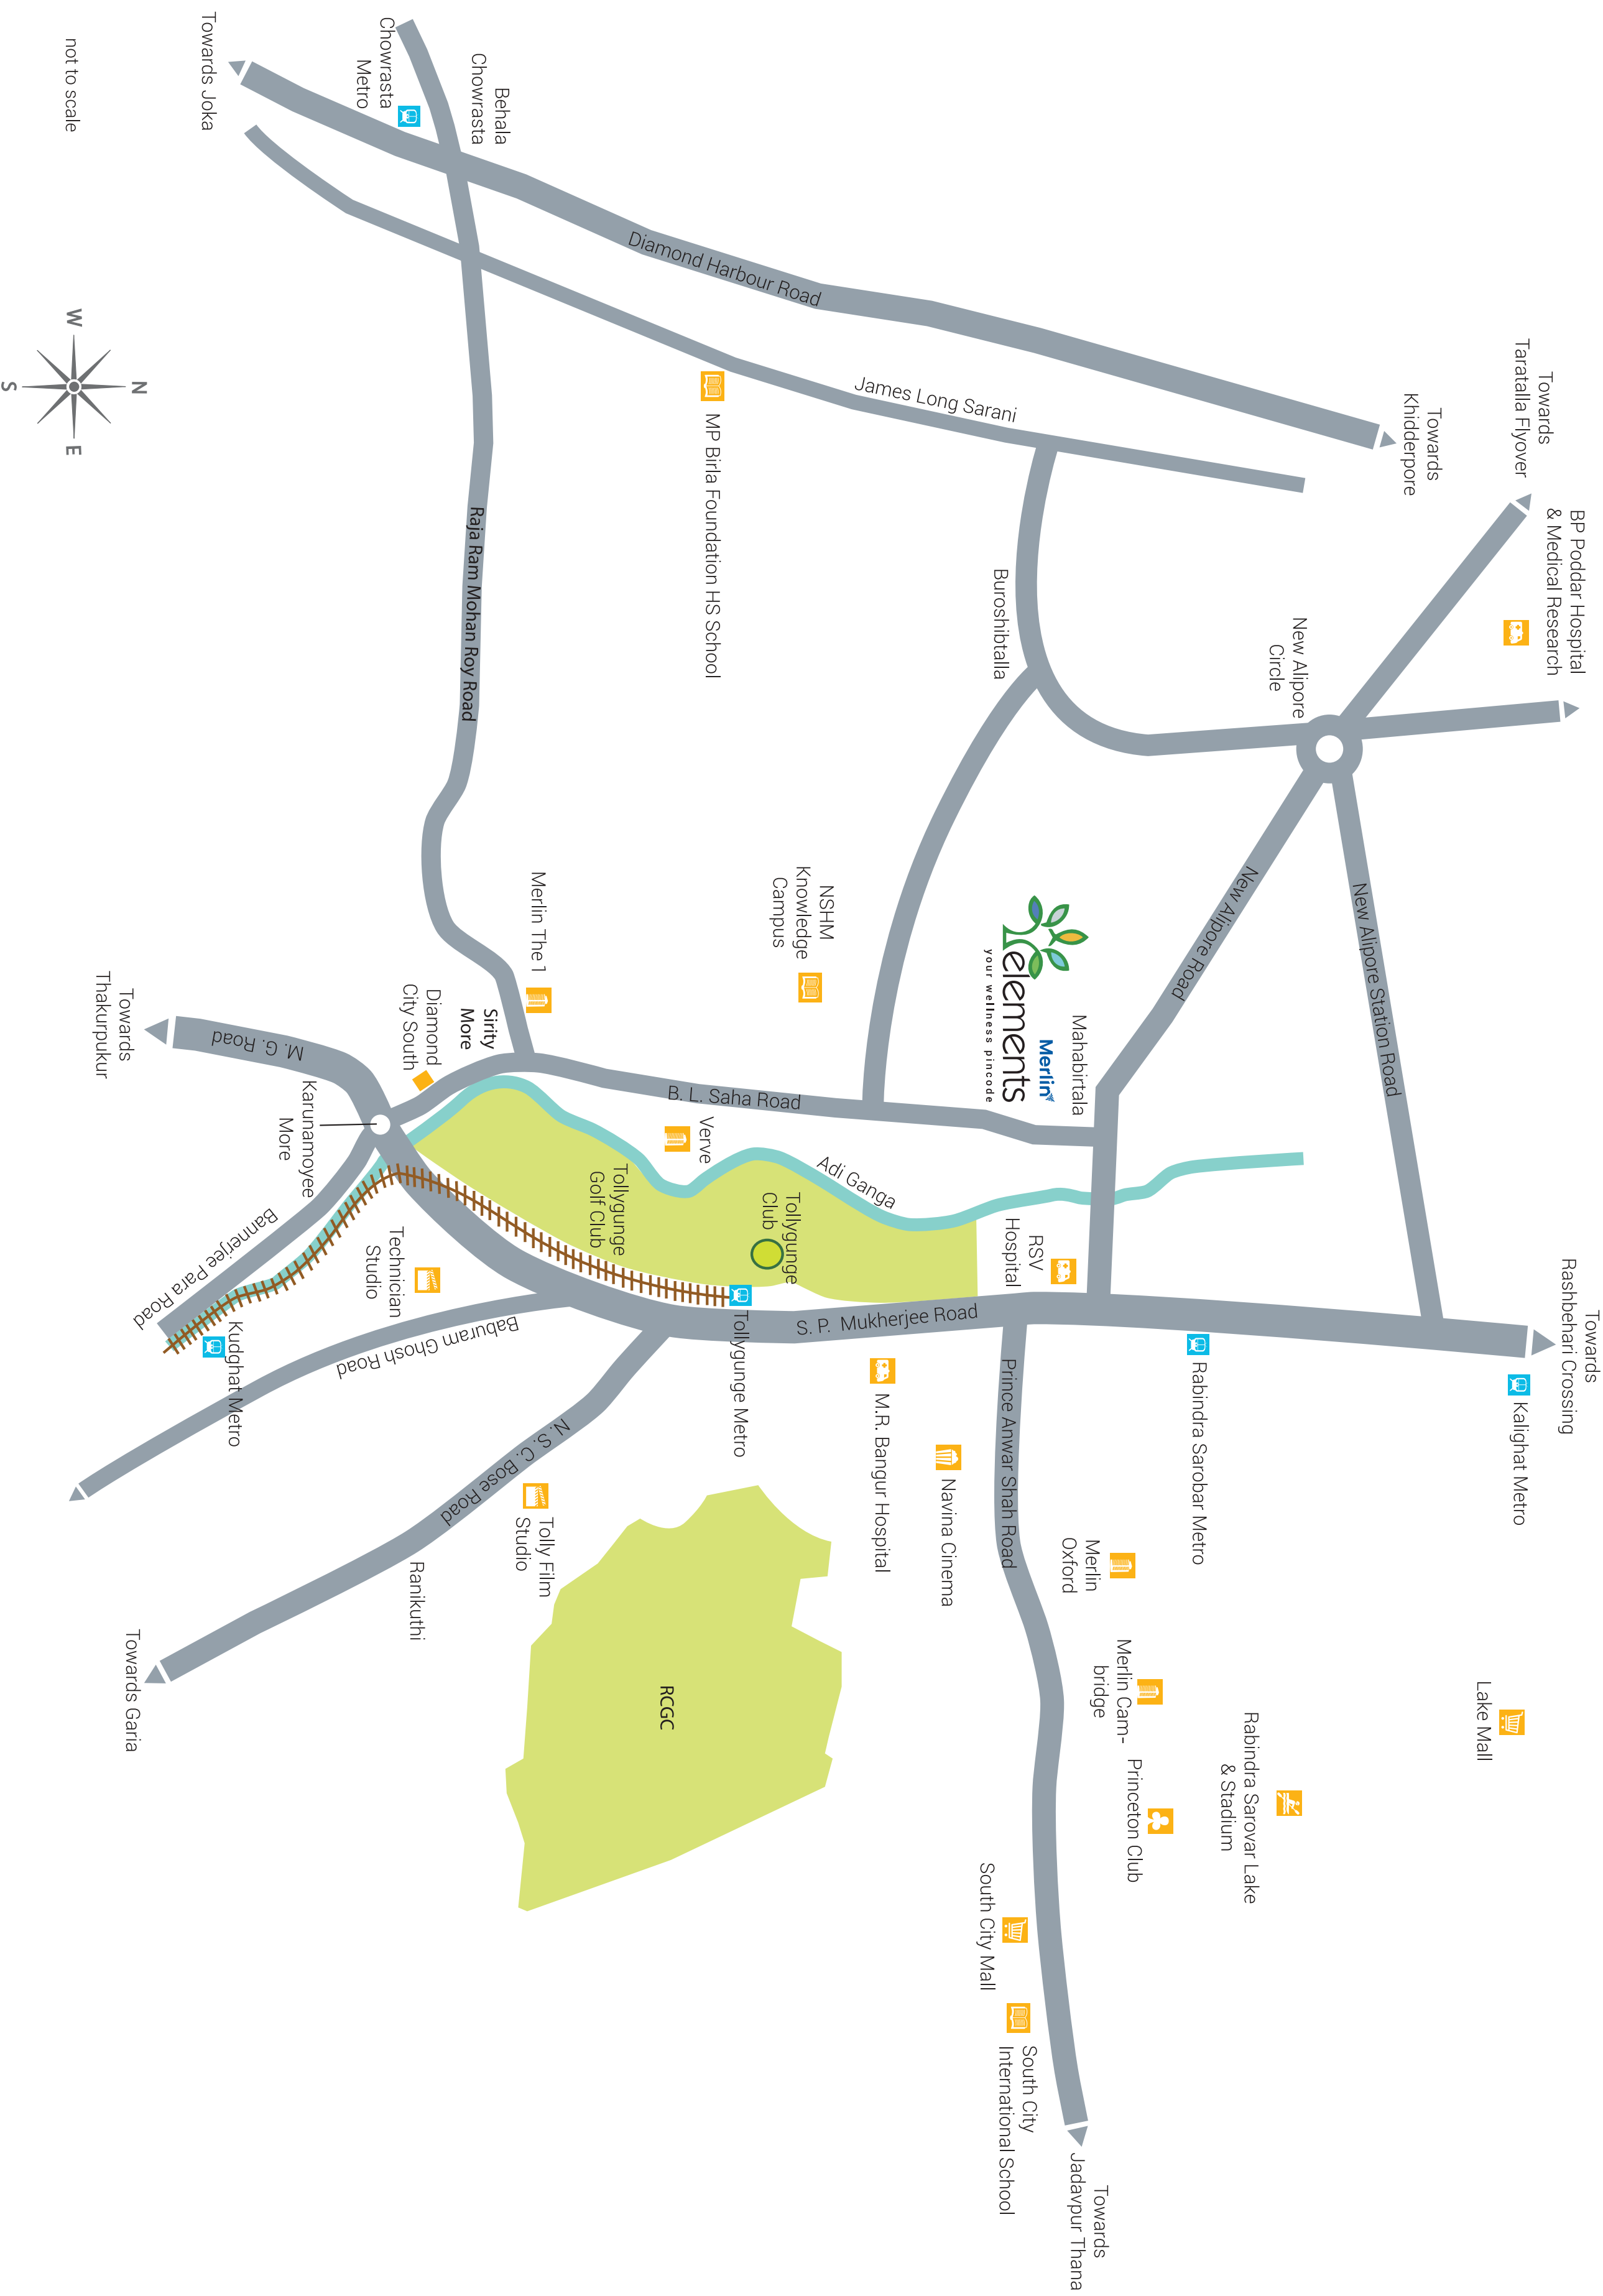 Towards
Rashbehari Crossing
Kalighat Metro
Lake Mall
BP Poddar Hospital
& Medical Research
Towards
Taratalla Flyover
Towards
Khidderpore
New Alipore
Circle
New Alipore Station Road
New Alipore Road
Rabindra Sarobar Metro
Rabindra Sarovar Lake
& Stadium
Princeton Club
Merlin Cam-
bridge
Merlin
Oxford
Towards
Jadavpur Thana
Mahabirtala
Merlin
elements
your wellness pincode
RSV
Hospital
Prince Anwar Shah Road
South City
International School
South City Mall
James Long Sarani
Buroshibtalla
Diamond Harbour Road
S. P. Mukherjee Road
Navina Cinema
M.R. Bangur Hospital
Adi Ganga
NSHM
Knowledge
Campus
Tollygunge
Club
Tollygunge Metro
MP Birla Foundation HS School
B. L. Saha Road
Verve
Tollygunge
Golf Club
RCGC
Merlin The 1
Tolly Film
Studio
N. S. C. Bose Road
Ranikuthi
Behala
Chowrasta
Chowrasta
Metro
Raja Ram Mohan Roy Road
Sirity
More
Diamond
City South
Technician
Studio
Baburam Ghosh Road
Karunamoyee
More
Bannerjee Para Road
Kudghat Metro
M. G. Road
Towards Joka
Towards
Thakurpukur
Towards Garia
not to scale
N
W
E
S